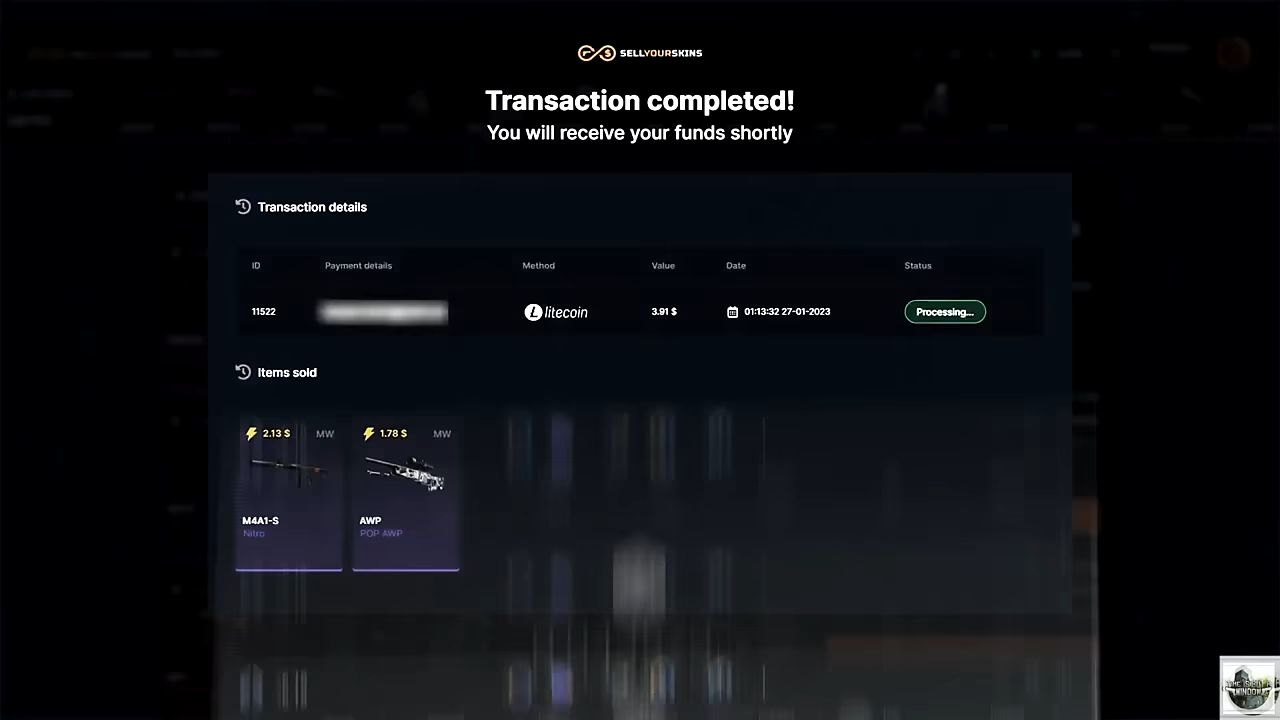 SELLYOURSKINS
Transaction completed!
You will receive your funds shortly
Transaction details
ID Payment details Method Value Date Status
11522 litecoin 3.91 $ 01:13:32 27-01-2023 Processing...
Items sold
2.13 $ MW 1.78 $ MW
M4A1-S AWP
Nitro POP AWP